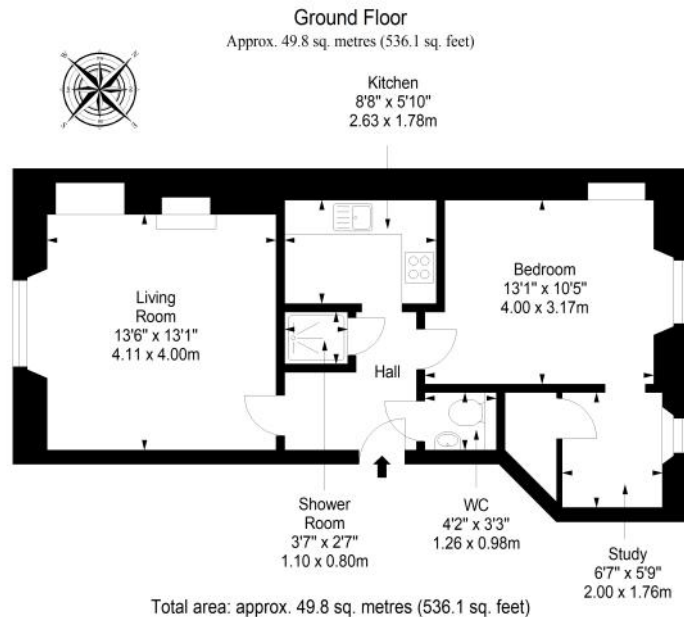 Ground Floor
Approx. 49.8 sq. metres (536.1 sq. feet)
Kitchen
8'8" x 5'10"
2.63 x 1.78m
Living
Room
13'6" x 13'1"
4.11 x 4.00m
Bedroom
13'1" x 10'5"
4.00 x 3.17m
Hall
Shower
Room
3'7" x 2'7"
1.10 x 0.80m
WC
4'2" x 3'3"
1.26 x 0.98m
Study
6'7" x 5'9"
2.00 x 1.76m
Total area: approx. 49.8 sq. metres (536.1 sq. feet)